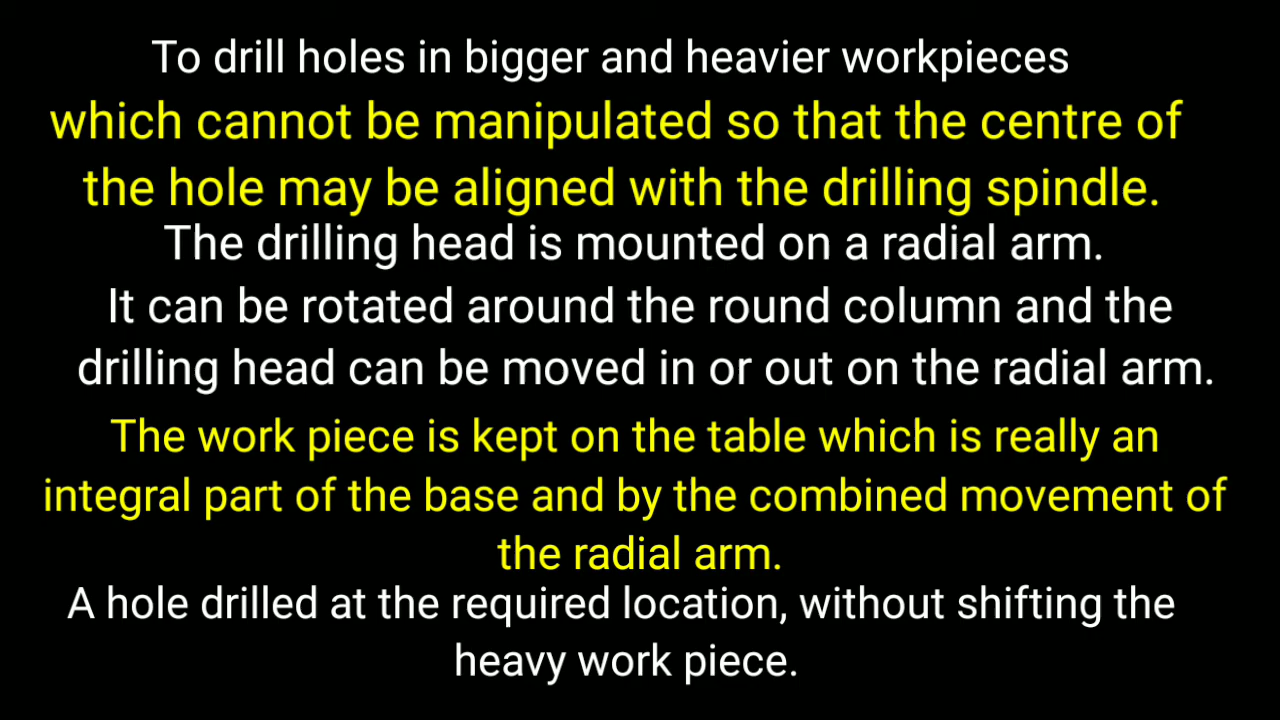 To drill holes in bigger and heavier workpieces
which cannot be manipulated so that the centre of
the hole may be aligned with the drilling spindle.
The drilling head is mounted on a radial arm.
It can be rotated around the round column and the
drilling head can be moved in or out on the radial arm.
The work piece is kept on the table which is really an
integral part of the base and by the combined movement of
the radial arm.
A hole drilled at the required location, without shifting the
heavy work piece.